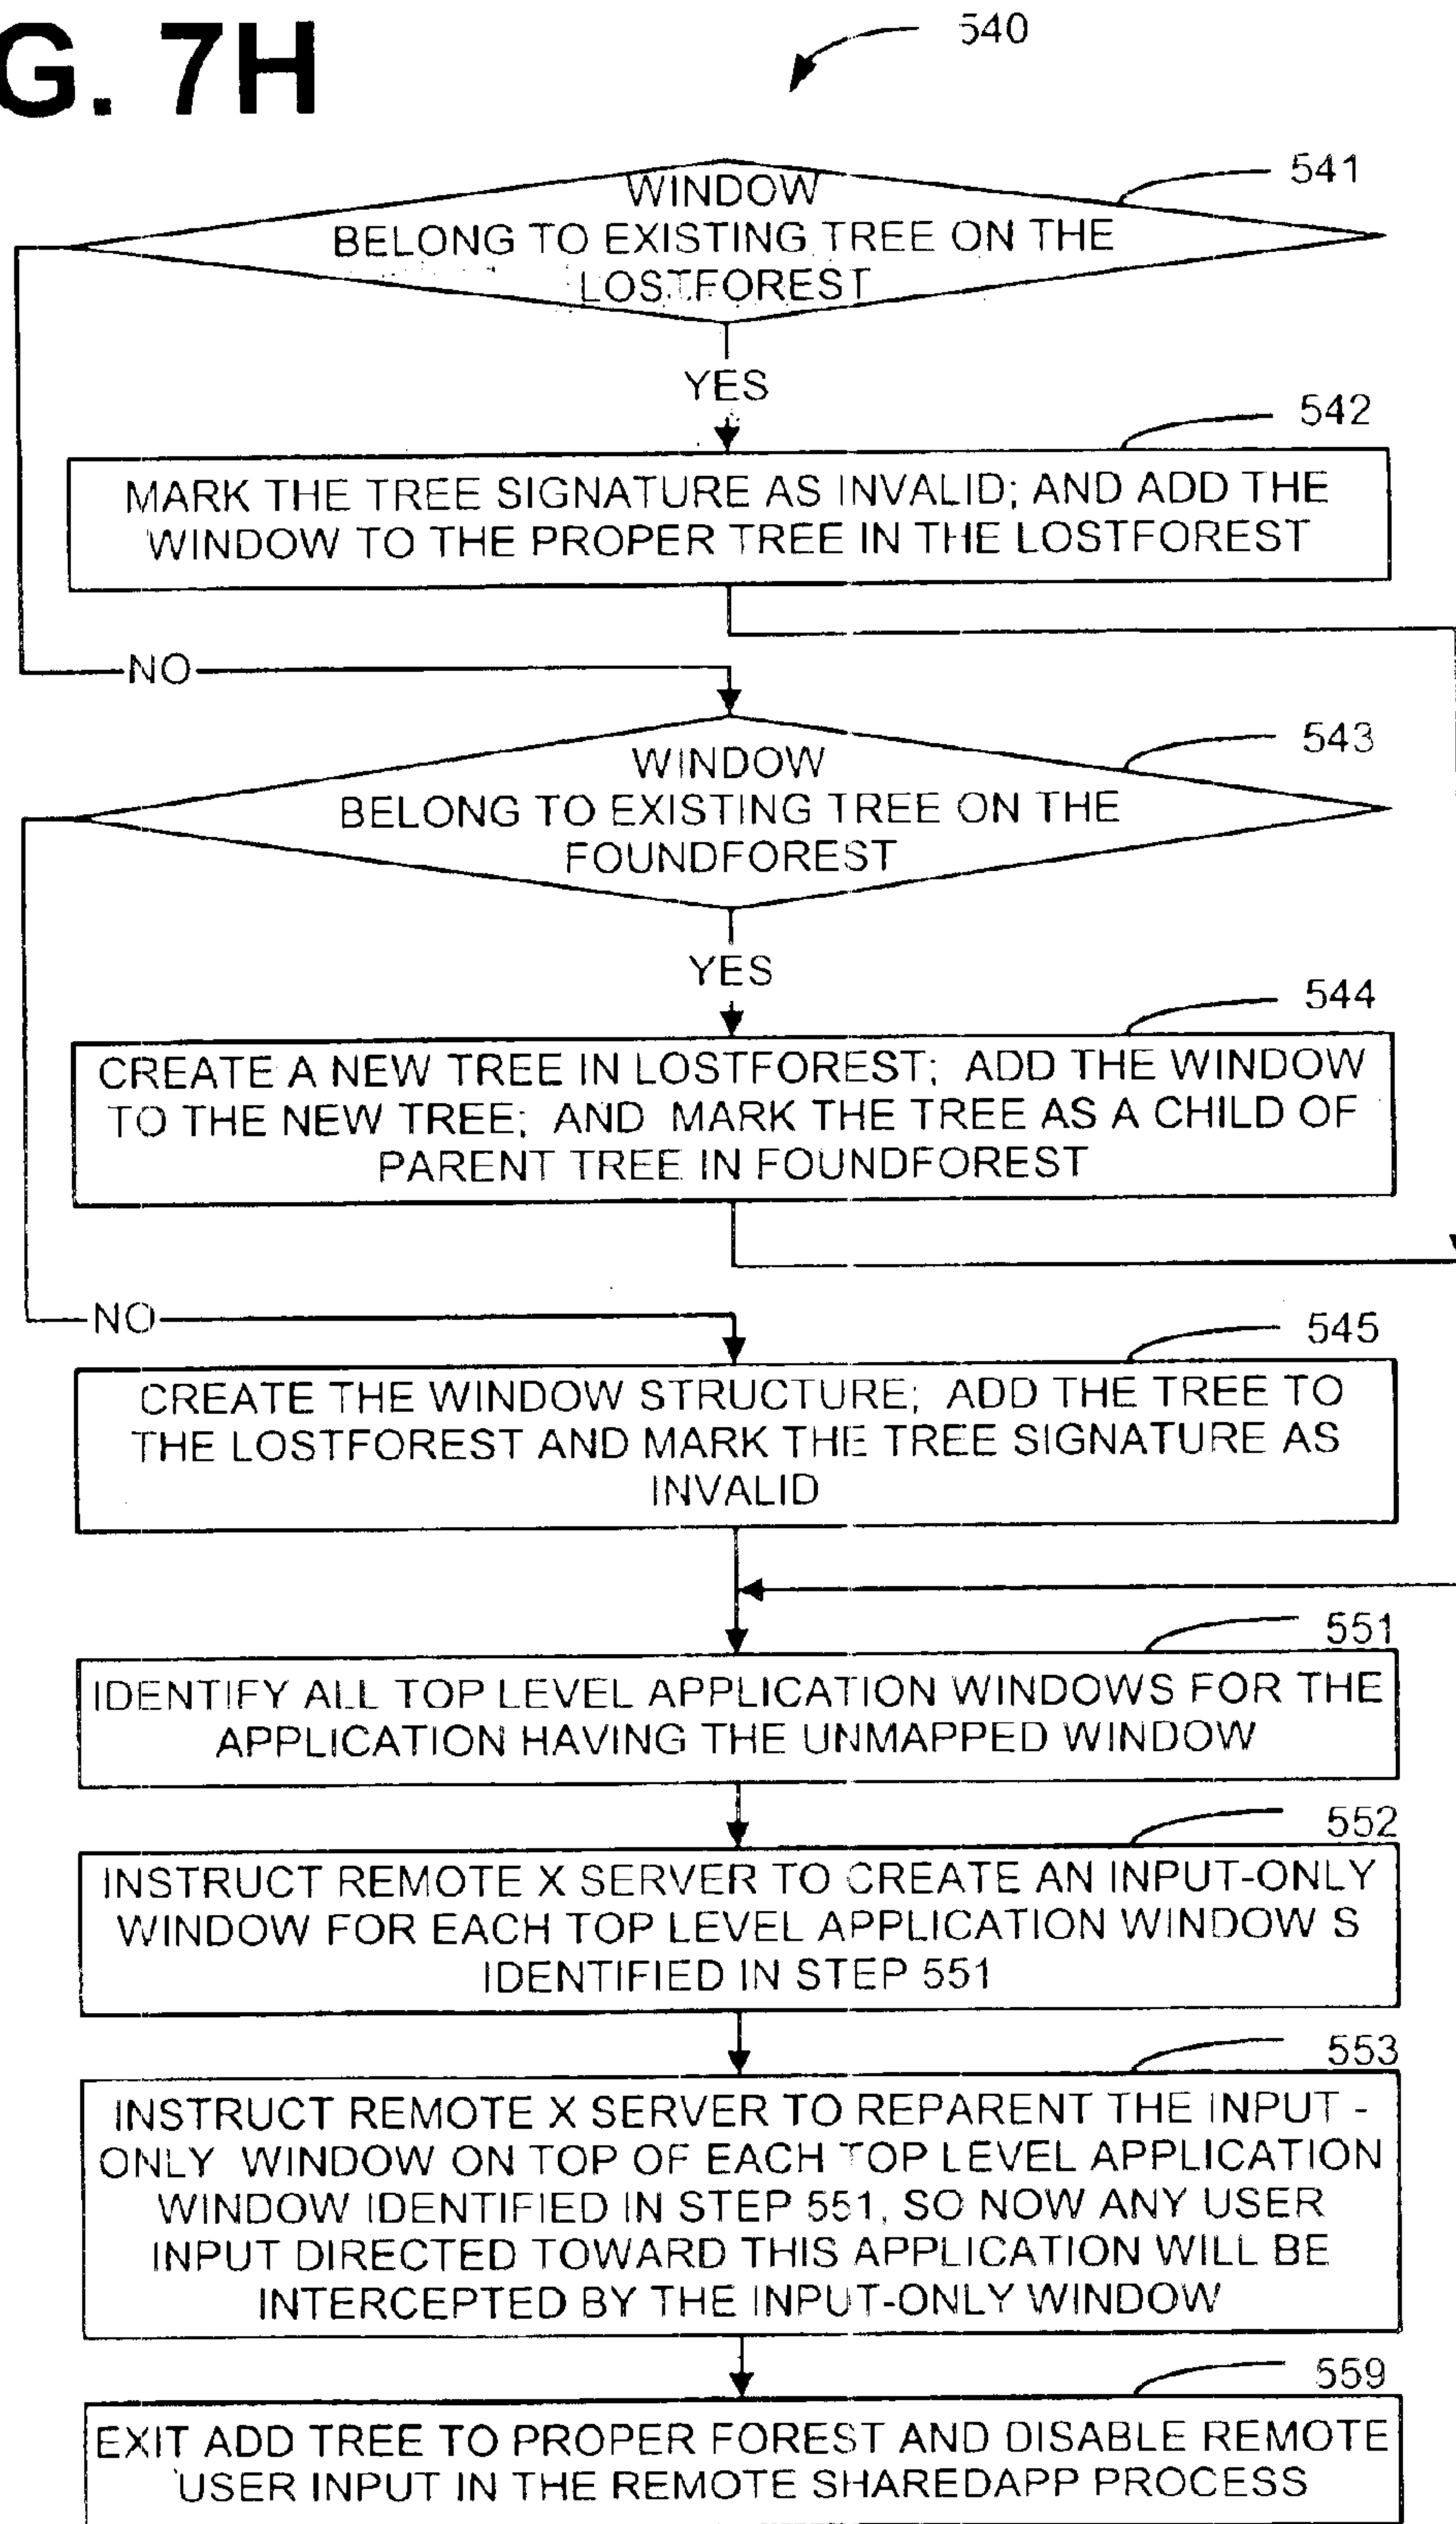 G. 7H
540
541
WINDOW
BELONG TO EXISTING TREE ON THE
LOSTFOREST
YES
542
MARK THE TREE SIGNATURE AS INVALID; AND ADD THE
WINDOW TO THE PROPER TREE IN THE LOSTFOREST
NO
543
WINDOW
BELONG TO EXISTING TREE ON THE
FOUNDFOREST
YES
544
CREATE A NEW TREE IN LOSTFOREST; ADD THE WINDOW
TO THE NEW TREE; AND MARK THE TREE AS A CHILD OF
PARENT TREE IN FOUNDFOREST
NO
545
CREATE THE WINDOW STRUCTURE; ADD THE TREE TO
THE LOSTFOREST AND MARK THE TREE SIGNATURE AS
INVALID
551
IDENTIFY ALL TOP LEVEL APPLICATION WINDOWS FOR THE
APPLICATION HAVING THE UNMAPPED WINDOW
552
INSTRUCT REMOTE X SERVER TO CREATE AN INPUT-ONLY
WINDOW FOR EACH TOP LEVEL APPLICATION WINDOW S
IDENTIFIED IN STEP 551
553
INSTRUCT REMOTE X SERVER TO REPARENT THE INPUT -
ONLY WINDOW ON TOP OF EACH TOP LEVEL APPLICATION
WINDOW IDENTIFIED IN STEP 551, SO NOW ANY USER
INPUT DIRECTED TOWARD THIS APPLICATION WILL BE
INTERCEPTED BY THE INPUT-ONLY WINDOW
559
EXIT ADD TREE TO PROPER FOREST AND DISABLE REMOTE
USER INPUT IN THE REMOTE SHAREDAPP PROCESS